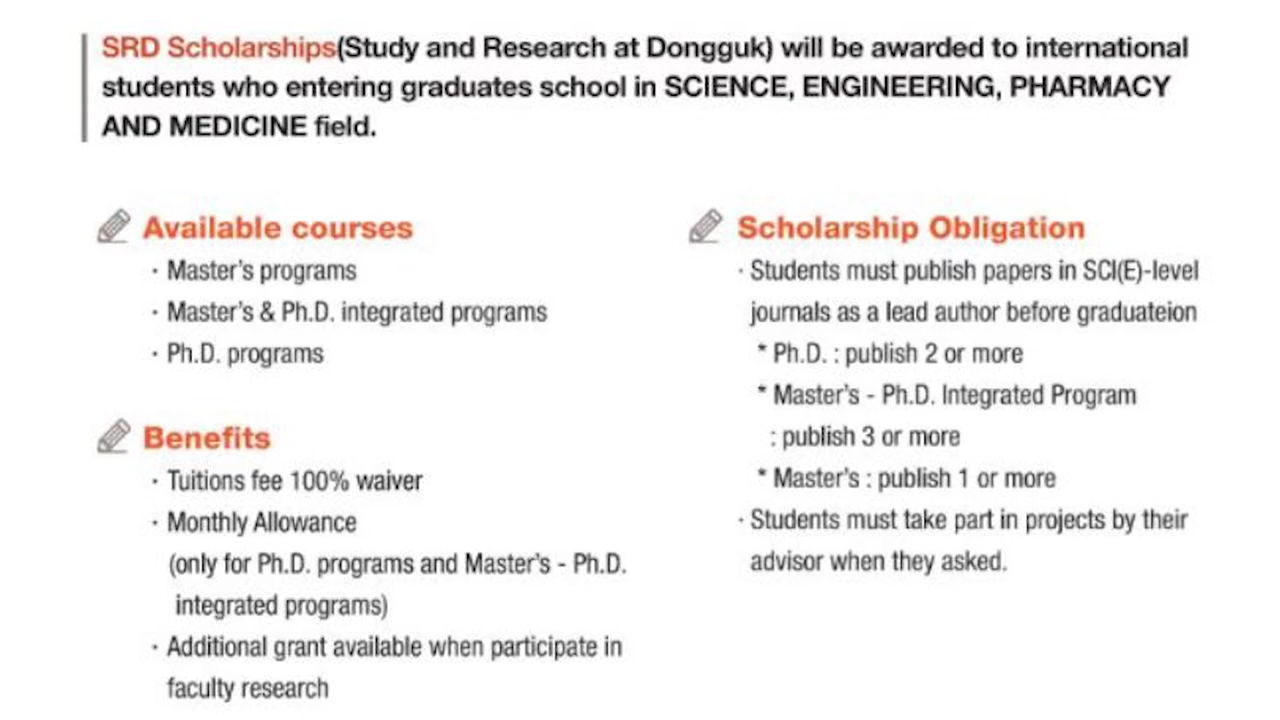 SRD Scholarships(Study and Research at Dongguk) will be awarded to international
students who entering graduates school in SCIENCE, ENGINEERING, PHARMACY
AND MEDICINE field.
Available courses
· Master's programs
· Master's & Ph.D. integrated programs
· Ph.D. programs
Benefits
· Tuitions fee 100% waiver
· Monthly Allowance
(only for Ph.D. programs and Master's - Ph.D.
integrated programs)
· Additional grant available when participate in
faculty research
Scholarship Obligation
· Students must publish papers in SCI(E)-level
journals as a lead author before graduateion
* Ph.D. : publish 2 or more
* Master's - Ph.D. Integrated Program
: publish 3 or more
* Master's : publish 1 or more
· Students must take part in projects by their
advisor when they asked.